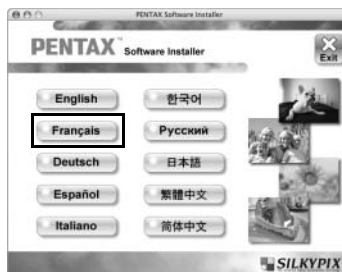 PENTAX Software Installer
PENTAX™ Software Installer
Exit
English
한국어
Français
Русский
Deutsch
日本語
Español
繁體中文
Italiano
简体中文
SILKYPIX